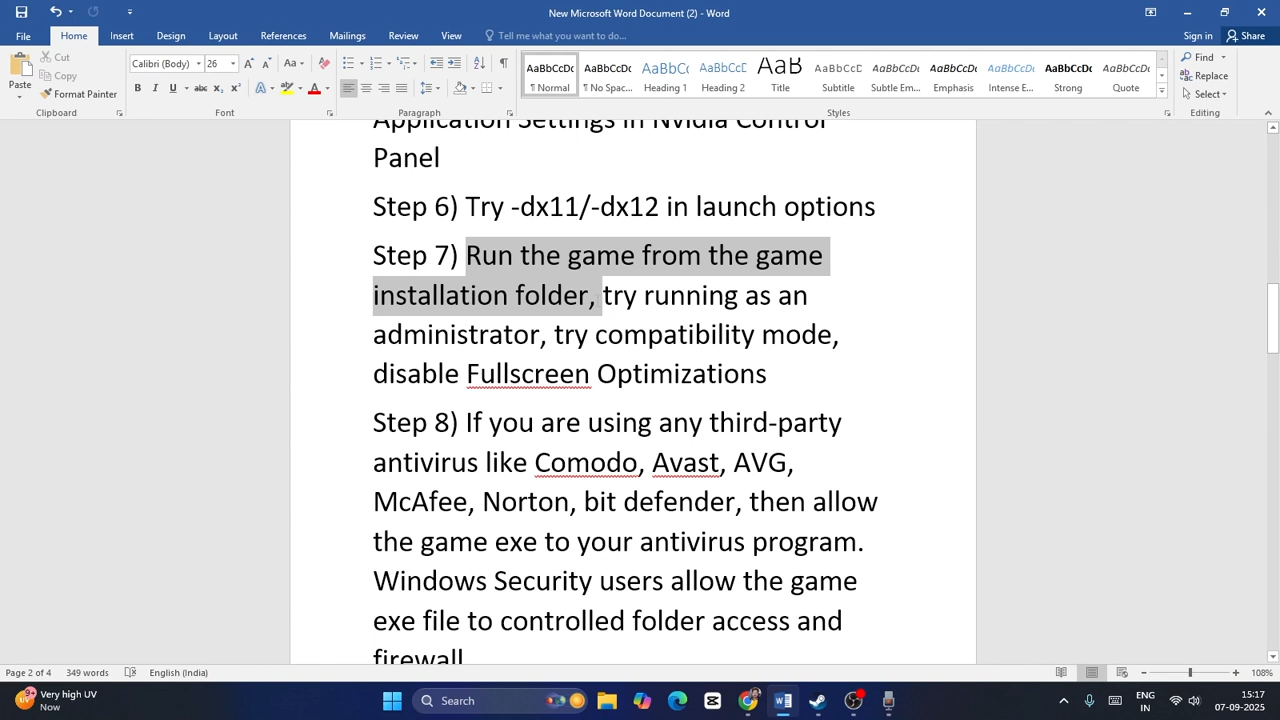 New Microsoft Word Document (2) - Word
File
Home
Insert
Design
Layout
References
Mailings
Review
View
Tell me what you want to do...
Sign in
Share
Paste
Cut
Copy
Format Painter
Clipboard
Calibri (Body)
26
Font
Paragraph
AaBbCcDc
¶ Normal
AaBbCcDc
¶ No Spac...
AaBbCc
Heading 1
AaBbCcD
Heading 2
AaB
Title
AaBbCcD
Subtitle
AaBbCcDc
Subtle Em...
AaBbCcDc
Emphasis
AaBbCcDc
Intense E...
AaBbCcDc
Strong
AaBbCcDc
Quote
Styles
Find
Replace
Select
Editing
Application Settings in Nvidia Control
Panel
Step 6) Try -dx11/-dx12 in launch options
Step 7) Run the game from the game
installation folder, try running as an
administrator, try compatibility mode,
disable Fullscreen Optimizations
Step 8) If you are using any third-party
antivirus like Comodo, Avast, AVG,
McAfee, Norton, bit defender, then allow
the game exe to your antivirus program.
Windows Security users allow the game
exe file to controlled folder access and
firewall
Page 2 of 4
349 words
English (India)
108%
Very high UV
Now
Search
ENG
IN
15:17
07-09-2025